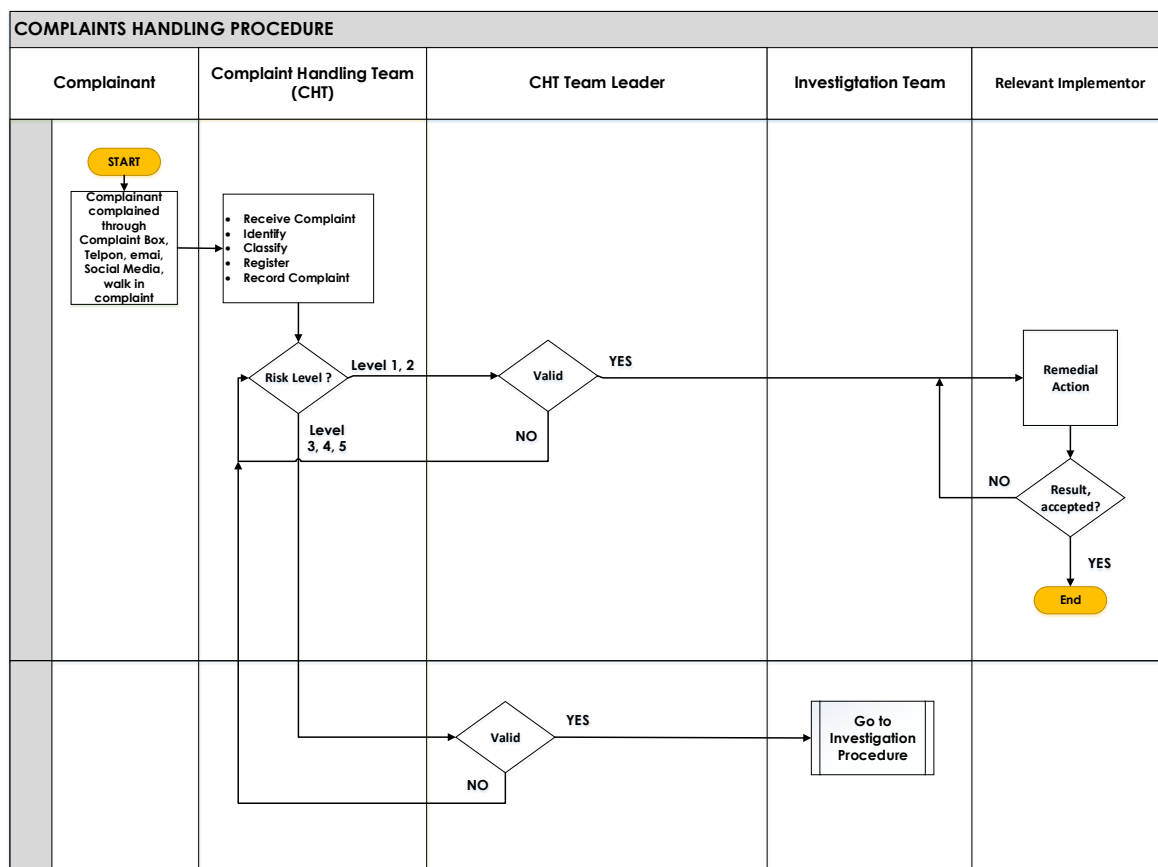 COMPLAINTS HANDLING PROCEDURE
Complainant
Complaint Handling Team
(CHT)
CHT Team Leader
Investigtation Team
Relevant Implementor
START
Complainant
complained
through
Complaint Box,
Telpon, emai,
Social Media,
walk in
complaint
• Receive Complaint
• Identify
• Classify
• Register
• Record Complaint
Risk Level ?
Level 1, 2
Level
3, 4, 5
Valid
YES
NO
Remedial
Action
Result,
accepted?
NO
YES
End
Valid
YES
NO
Go to
Investigation
Procedure